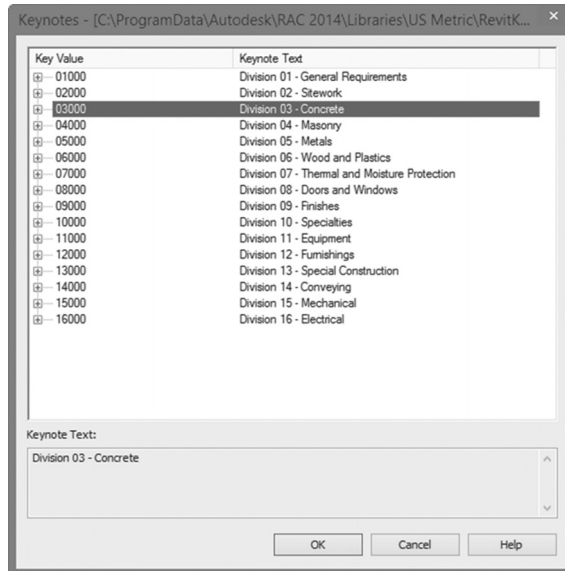 Keynotes - [C:\ProgramData\Autodesk\RAC 2014\Libraries\US Metric\RevitK...
Key Value Keynote Text
01000 Division 01 - General Requirements
02000 Division 02 - Sitework
03000 Division 03 - Concrete
04000 Division 04 - Masonry
05000 Division 05 - Metals
06000 Division 06 - Wood and Plastics
07000 Division 07 - Thermal and Moisture Protection
08000 Division 08 - Doors and Windows
09000 Division 09 - Finishes
10000 Division 10 - Specialties
11000 Division 11 - Equipment
12000 Division 12 - Furnishings
13000 Division 13 - Special Construction
14000 Division 14 - Conveying
15000 Division 15 - Mechanical
16000 Division 16 - Electrical
Keynote Text:
Division 03 - Concrete
OK Cancel Help